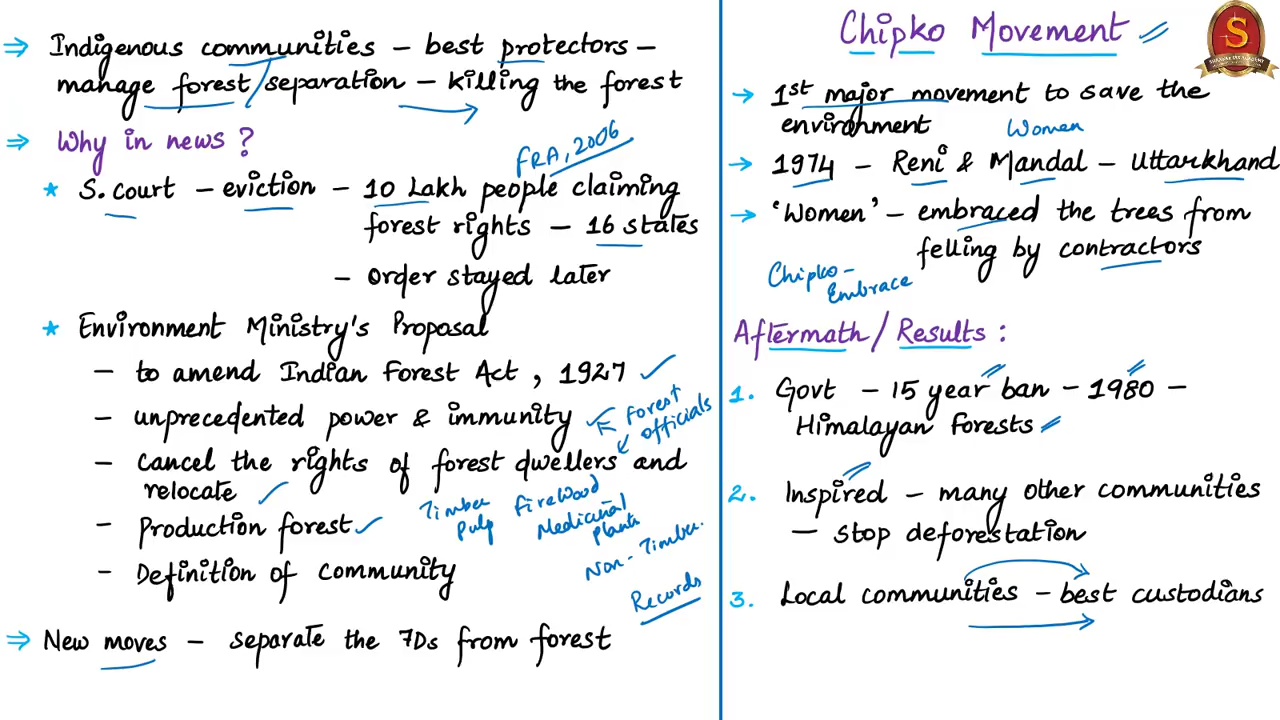 ⇒ Indigenous communities – best protectors –
manage forest/separation – killing the forest
⇒ Why in news?
FRA, 2006
* S. court – eviction – 10 Lakh people claiming
forest rights – 16 states
– Order stayed later
* Environment Ministry's Proposal
– to amend Indian Forest Act, 1927 ✓
– unprecedented power & immunity
Forest
officials
– Cancel the rights of forest dwellers and
relocate ✓
– Production forest ✓
Timber
Pulp
Firewood
Medicinal
plants
Non-Timber.
– Definition of community
Records
⇒ New moves – separate the 7Ds from forest
Chipko Movement
→ 1st major movement to save the
environment
Women
→ 1974 – Reni & Mandal – Uttarkhand
→ 'Women' – embraced the trees from
felling by contractors
Chipko –
Embrace
Aftermath / Results :
1. Govt – 15 year ban – 1980 –
Himalayan forests
2. Inspired – many other communities
– stop deforestation
3. Local communities – best custodians
S